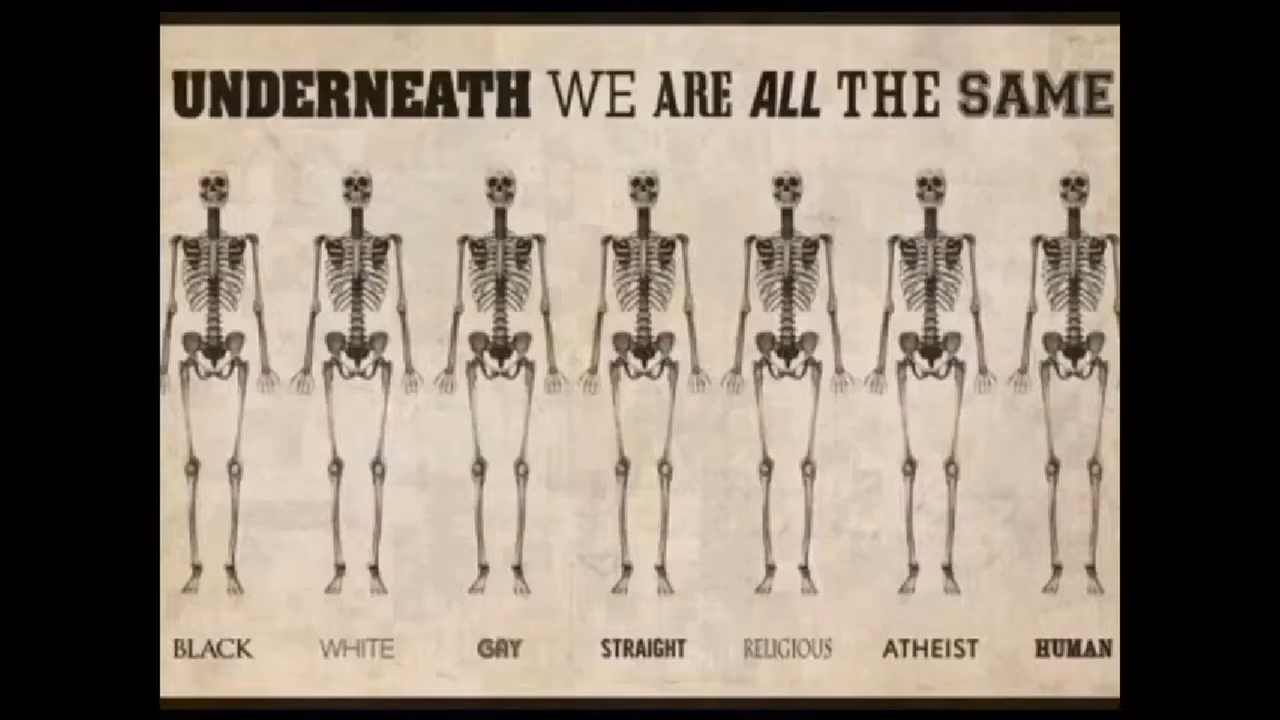 UNDERNEATH WE ARE ALL THE SAME
BLACK WHITE GAY STRAIGHT RELIGIOUS ATHEIST HUMAN